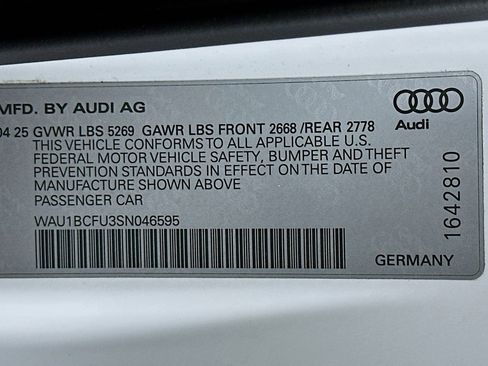 MFD. BY AUDI AG
04 25 GVWR LBS 5269 GAWR LBS FRONT 2668 /REAR 2778
THIS VEHICLE CONFORMS TO ALL APPLICABLE U.S.
FEDERAL MOTOR VEHICLE SAFETY, BUMPER AND THEFT
PREVENTION STANDARDS IN EFFECT ON THE DATE OF
MANUFACTURE SHOWN ABOVE
PASSENGER CAR
WAU1BCFU3SN046595
Audi
1642810
GERMANY